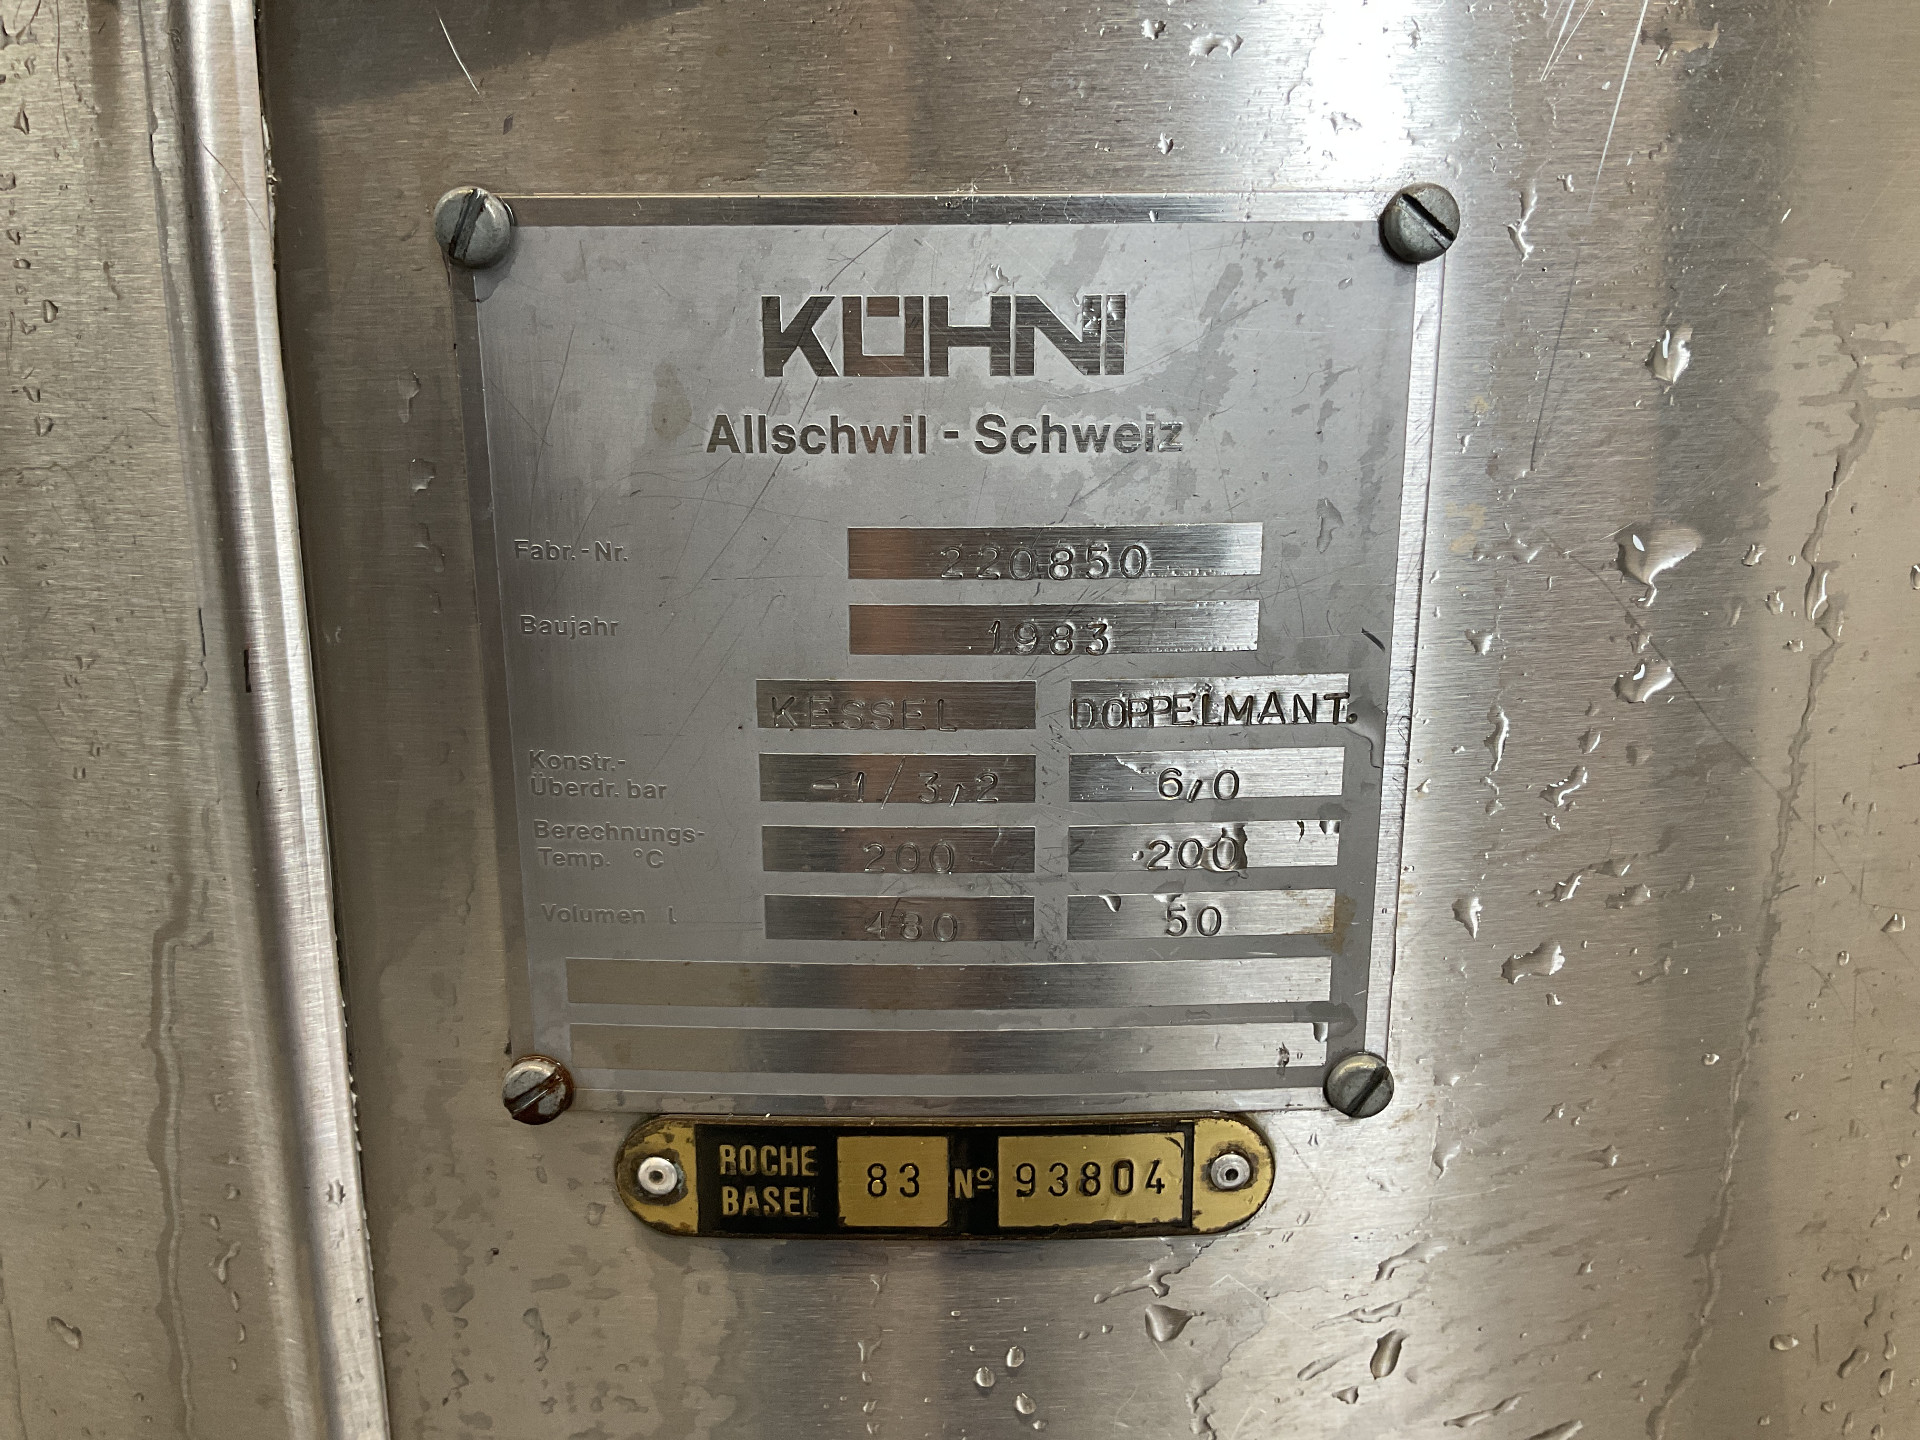 KÜHNI
Allschwil - Schweiz
Fabr.-Nr. 220850
Baujahr 1983
KESSEL DOPPELMANT.
Konstr.-
Überdr. bar -1/3,2 6,0
Berechnungs-
Temp. °C 200 200
Volumen l 480 50
ROCHE
BASEL 83 Nº 93804